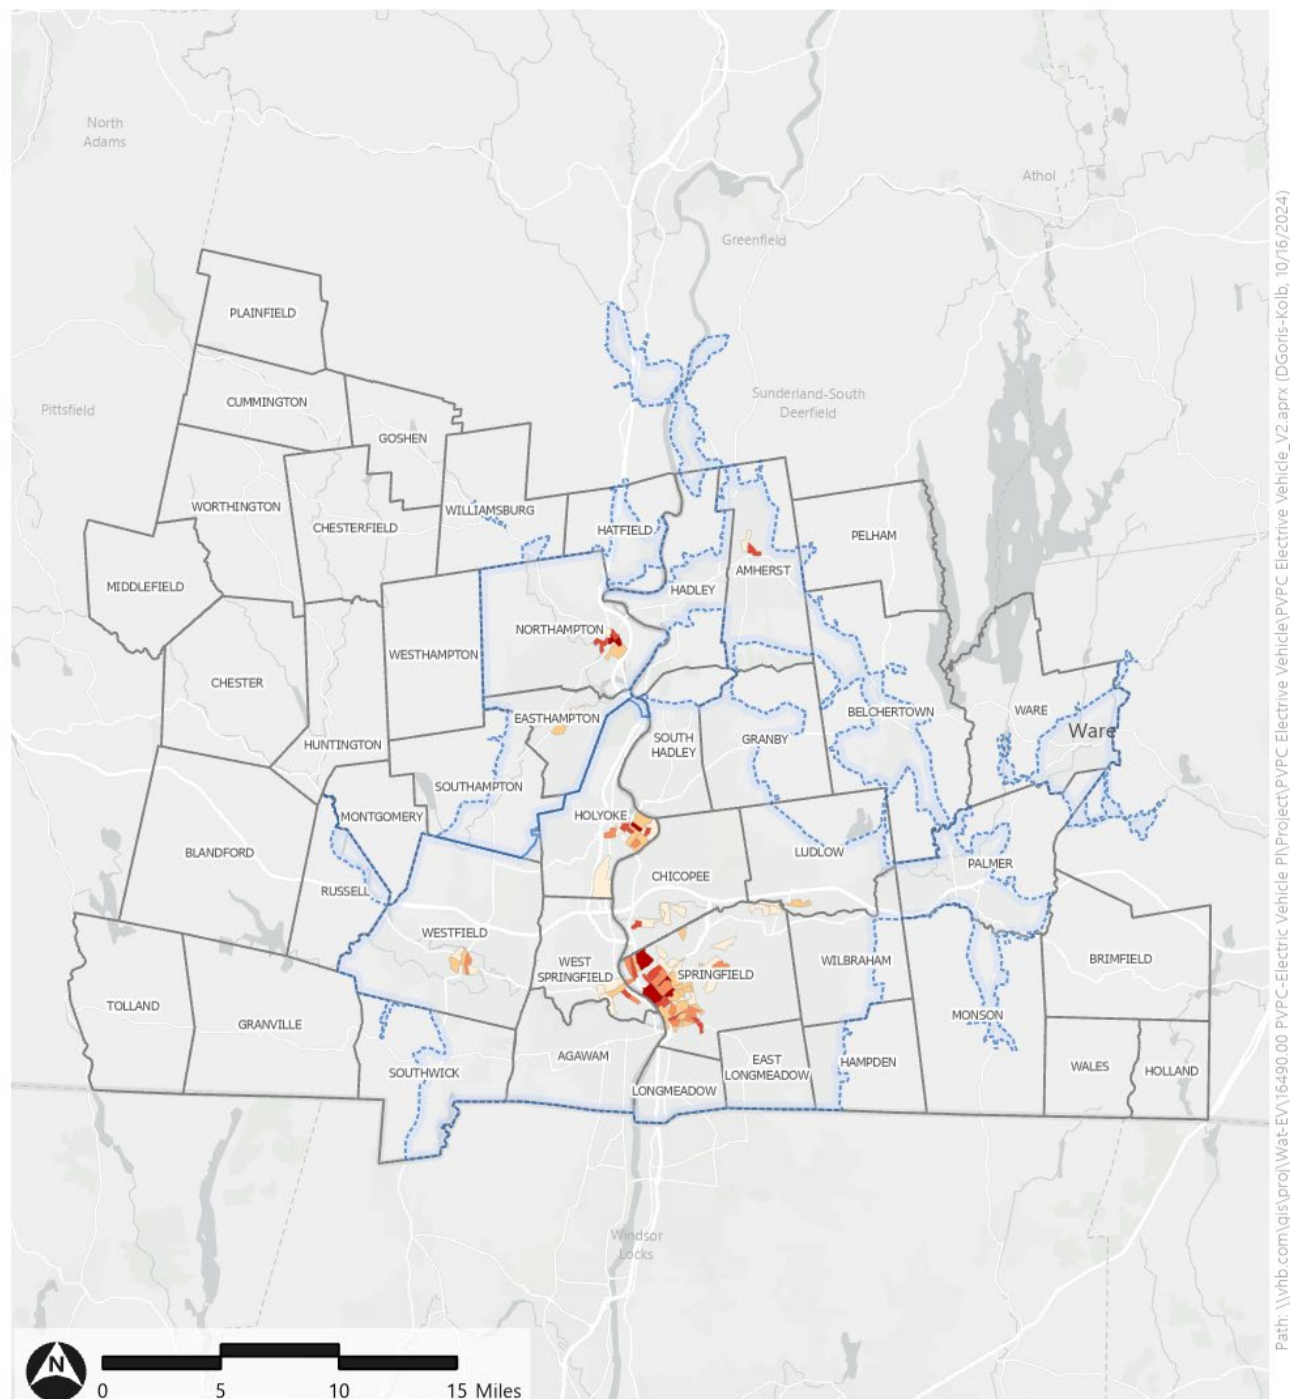 North
Adams
Athol
Greenfield
PLAINFIELD
CUMMINGTON
Pittsfield
Sunderland-South
Deerfield
GOSHEN
WORTHINGTON
WILLIAMSBURG
CHESTERFIELD
HATFIELD
PELHAM
MIDDLEFIELD
AMHERST
HADLEY
NORTHAMPTON
WESTHAMPTON
CHESTER
EASTHAMPTON
BELCHERTOWN
WARE
Ware
HUNTINGTON
SOUTH
HADLEY
GRANBY
SOUTHAMPTON
MONTGOMERY
HOLYOKE
BLANDFORD
LUDLOW
PALMER
RUSSELL
CHICOPEE
WESTFIELD
WEST
SPRINGFIELD
SPRINGFIELD
WILBRAHAM
BRIMFIELD
TOLLAND
GRANVILLE
MONSON
AGAWAM
EAST
LONGMEADOW
HAMPDEN
WALES
HOLLAND
SOUTHWICK
LONGMEADOW
Windsor
Locks
N
0 5 10 15 Miles
Path: \\vhb.com\gis\proj\Wat-EV\16490.00 PVPC-Electric Vehicle Pl\Project\PVPC Electrive Vehicle\PVPC Electrive Vehicle_V2.aprx (DGoris-Kolb, 10/16/2024)